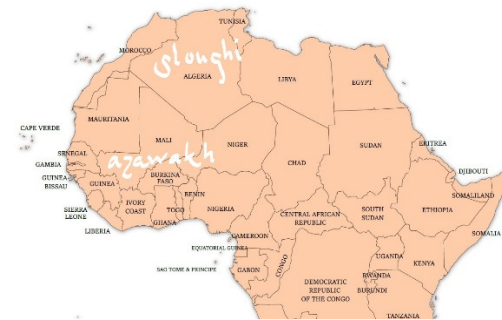 TUNISIA
MOROCCO
sloughi
ALGERIA
LIBYA
EGYPT
MAURITANIA
CAPE VERDE
MALI
NIGER
SUDAN
ERITREA
SENEGAL
azawakh
CHAD
GAMBIA
DJIBOUTI
BURKINA
FASO
GUINEA
BISSAU
GUINEA
SOMALILAND
BENIN
IVORY
COAST
TOGO
NIGERIA
ETHIOPIA
SIERRA
LEONE
GHANA
CENTRAL AFRICAN
REPUBLIC
SOUTH
SUDAN
LIBERIA
SOMALIA
CAMEROON
EQUATORIAL GUINEA
UGANDA
KENYA
SAO TOME & PRINCIPE
GABON
CONGO
RWANDA
DEMOCRATIC
REPUBLIC
OF THE CONGO
BURUNDI
TANZANIA